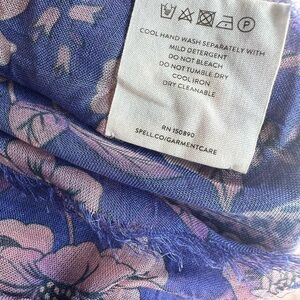 COOL HAND WASH SEPARATELY WITH
MILD DETERGENT
DO NOT BLEACH
DO NOT TUMBLE DRY
COOL IRON
DRY CLEANABLE
RN 150890
SPELL.CO/GARMENTCARE